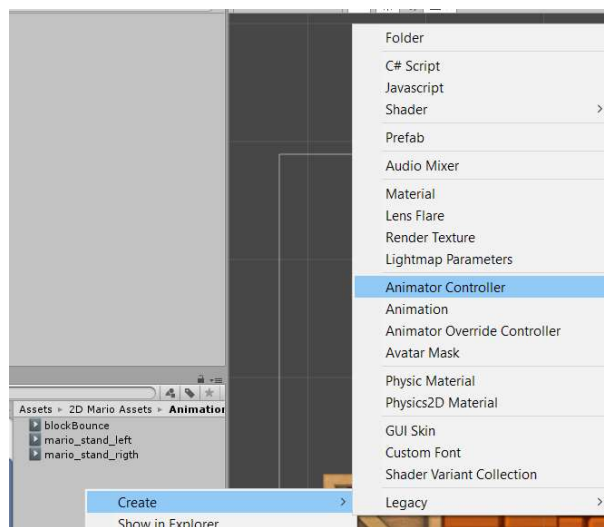 Folder
C# Script
Javascript
Shader
Prefab
Audio Mixer
Material
Lens Flare
Render Texture
Lightmap Parameters
Animator Controller
Animation
Animator Override Controller
Avatar Mask
Physic Material
Physics2D Material
GUI Skin
Custom Font
Shader Variant Collection
Legacy
Assets ▸ 2D Mario Assets ▸ Animation
blockBounce
mario_stand_left
mario_stand_rigth
Create
Show in Explorer